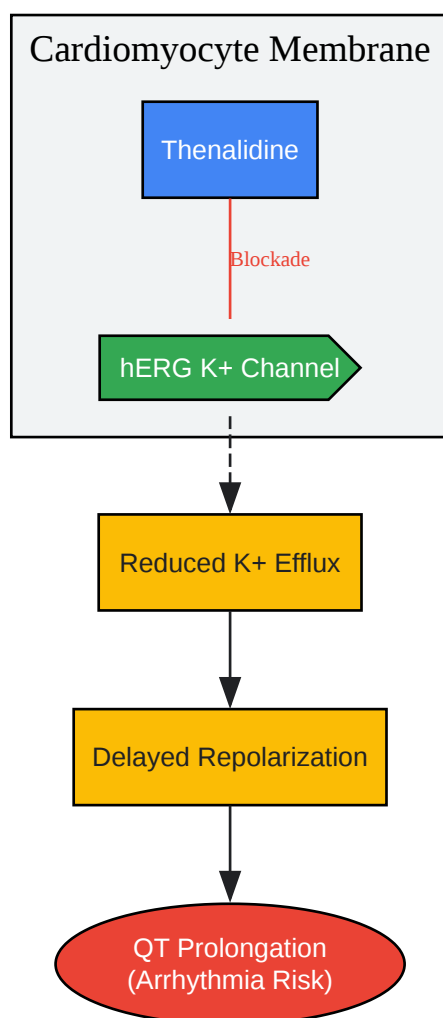 Cardiomyocyte Membrane
Thenalidine
Blockade
hERG K+ Channel
Reduced K+ Efflux
Delayed Repolarization
QT Prolongation
(Arrhythmia Risk)